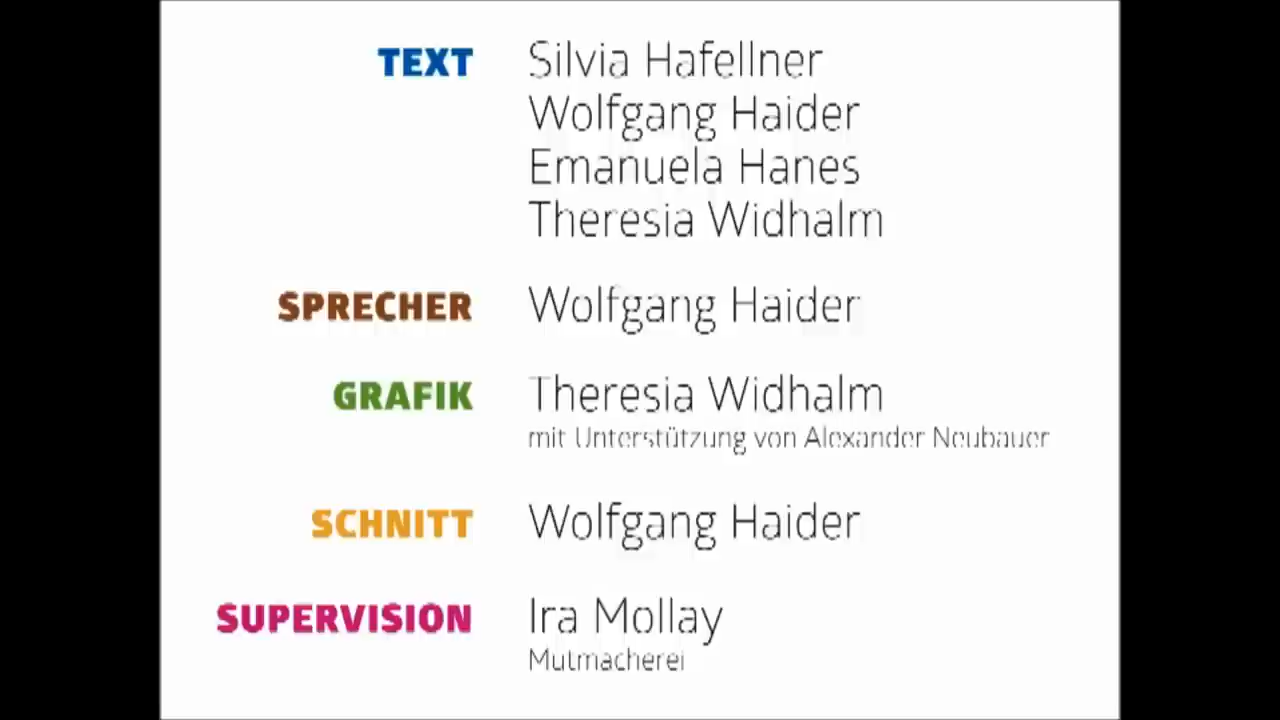 TEXT Silvia Hafellner
Wolfgang Haider
Emanuela Hanes
Theresia Widhalm
SPRECHER Wolfgang Haider
GRAFIK Theresia Widhalm
mit Unterstützung von Alexander Neubauer
SCHNITT Wolfgang Haider
SUPERVISION Ira Mollay
Mutmacherei